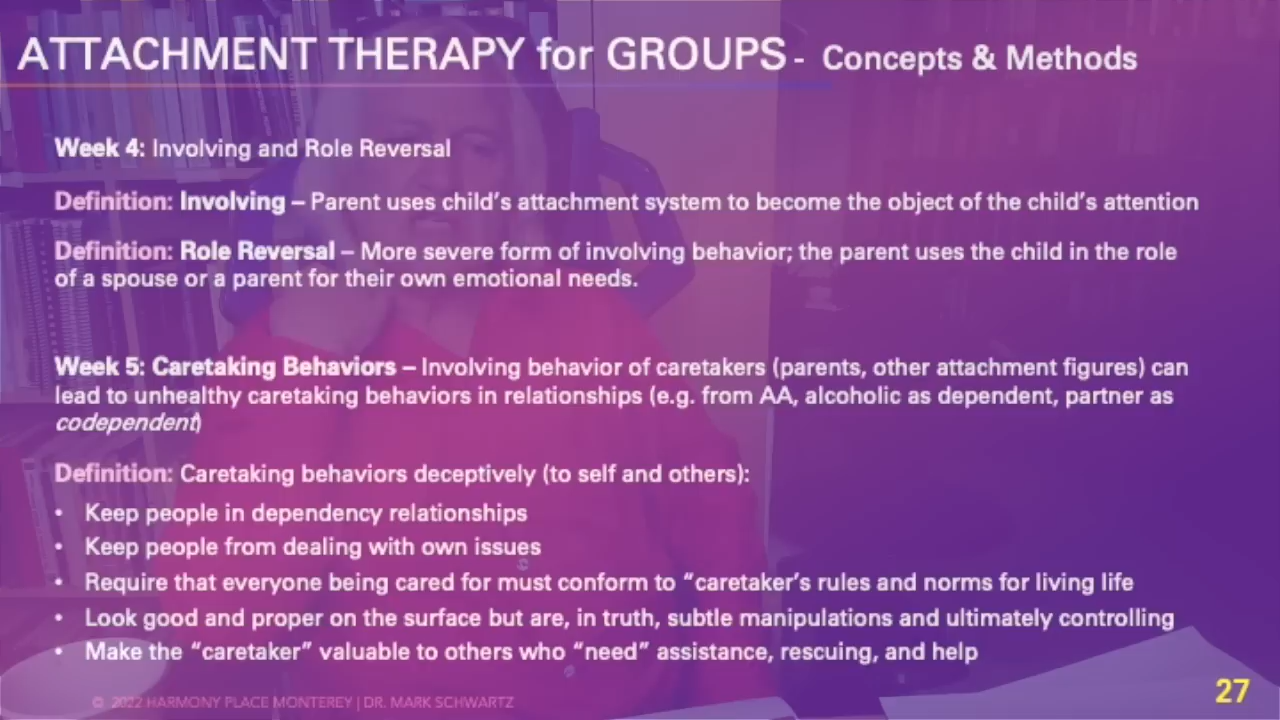 ATTACHMENT THERAPY for GROUPS - Concepts & Methods
Week 4: Involving and Role Reversal
Definition: Involving – Parent uses child's attachment system to become the object of the child's attention
Definition: Role Reversal – More severe form of involving behavior; the parent uses the child in the role
of a spouse or a parent for their own emotional needs.
Week 5: Caretaking Behaviors – Involving behavior of caretakers (parents, other attachment figures) can
lead to unhealthy caretaking behaviors in relationships (e.g. from AA, alcoholic as dependent, partner as
codependent)
Definition: Caretaking behaviors deceptively (to self and others):
• Keep people in dependency relationships
• Keep people from dealing with own issues
• Require that everyone being cared for must conform to “caretaker's rules and norms for living life
• Look good and proper on the surface but are, in truth, subtle manipulations and ultimately controlling
• Make the “caretaker” valuable to others who “need” assistance, rescuing, and help
© 2022 HARMONY PLACE MONTEREY | DR. MARK SCHWARTZ
27